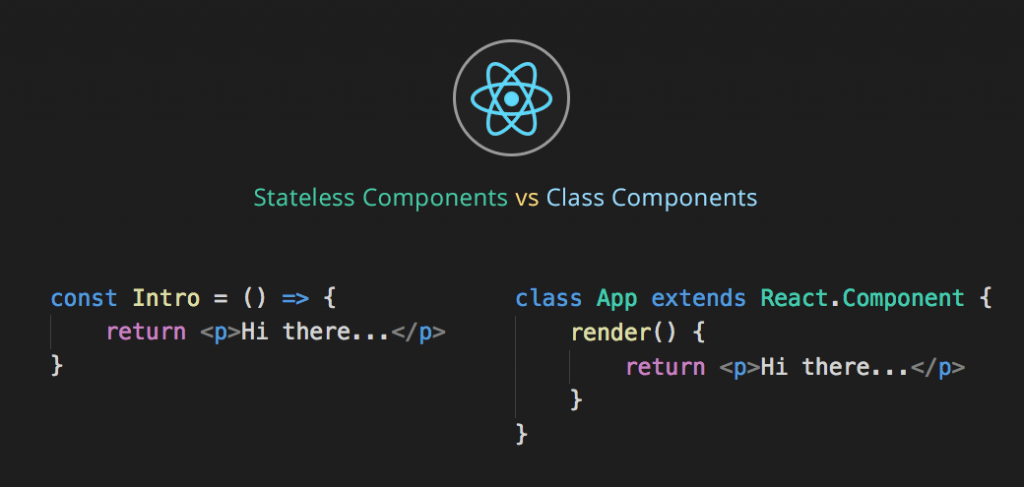 Stateless Components vs Class Components
const Intro = () => {
return <p>Hi there...</p>
}
class App extends React.Component {
render() {
return <p>Hi there...</p>
}
}